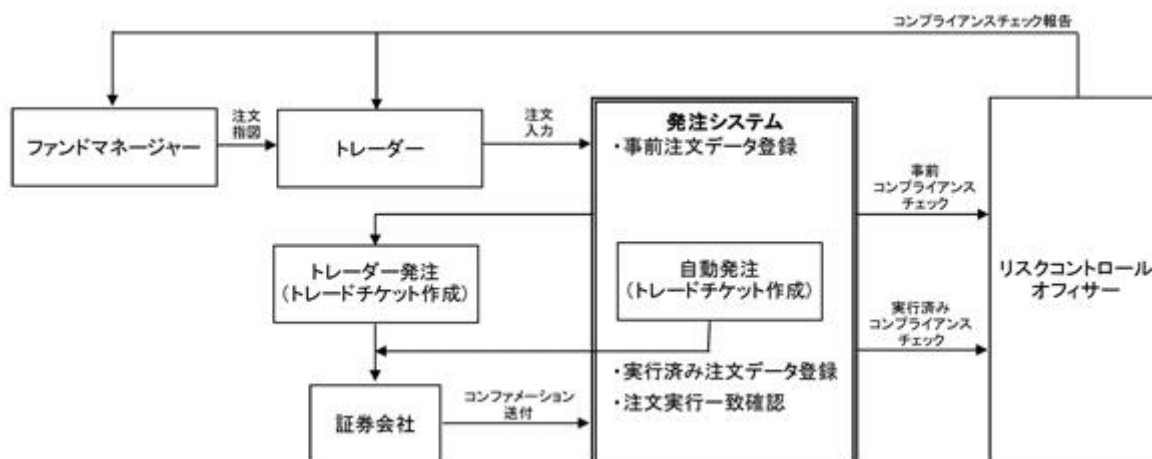 コンプライアンスチェック報告
ファンドマネージャー
注文
指図
トレーダー
注文
入力
発注システム
・事前注文データ登録
事前
コンプライアンス
チェック
トレーダー発注
(トレードチケット作成)
自動発注
(トレードチケット作成)
リスクコントロール
オフィサー
実行済み
コンプライアンス
チェック
・実行済み注文データ登録
・注文実行一致確認
証券会社
コンファメーション
送付